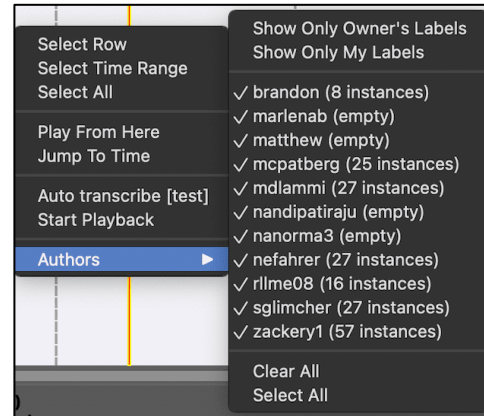 Select Row
Select Time Range
Select All
Play From Here
Jump To Time
Auto transcribe [test]
Start Playback
Authors
Show Only Owner's Labels
Show Only My Labels
✓ brandon (8 instances)
✓ marlenab (empty)
✓ matthew (empty)
✓ mcpatberg (25 instances)
✓ mdlammi (27 instances)
✓ nandipatiraju (empty)
✓ nanorma3 (empty)
✓ nefahrer (27 instances)
✓ rllme08 (16 instances)
✓ sglimcher (27 instances)
✓ zackery1 (57 instances)
Clear All
Select All